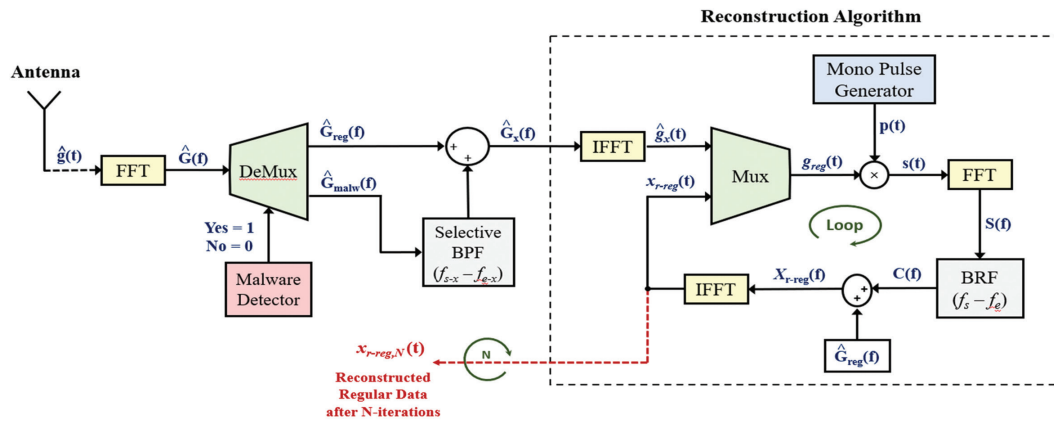 Reconstruction Algorithm
Antenna
Mono Pulse
Generator
p(t)
ĝ(t)
FFT
Ĝ(f)
DeMux
Ĝreg(f)
Ĝmalw(f)
+
+
Ĝx(f)
IFFT
ĝx(t)
xr-reg(t)
Mux
greg(t)
×
s(t)
FFT
Yes = 1
No = 0
Malware
Detector
Selective
BPF
(fs-x – fe-x)
Loop
S(f)
BRF
(fs – fe)
C(f)
+
+
Xr-reg(f)
IFFT
Ĝreg(f)
xr-reg,N(t)
N
Reconstructed
Regular Data
after N-iterations